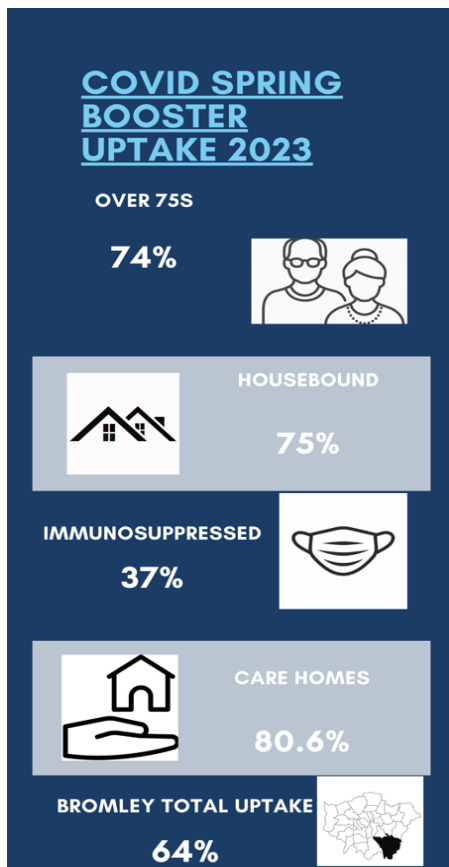 COVID SPRING
BOOSTER
UPTAKE 2023
OVER 75S
74%
HOUSEBOUND
75%
IMMUNOSUPPRESSED
37%
CARE HOMES
80.6%
BROMLEY TOTAL UPTAKE
64%